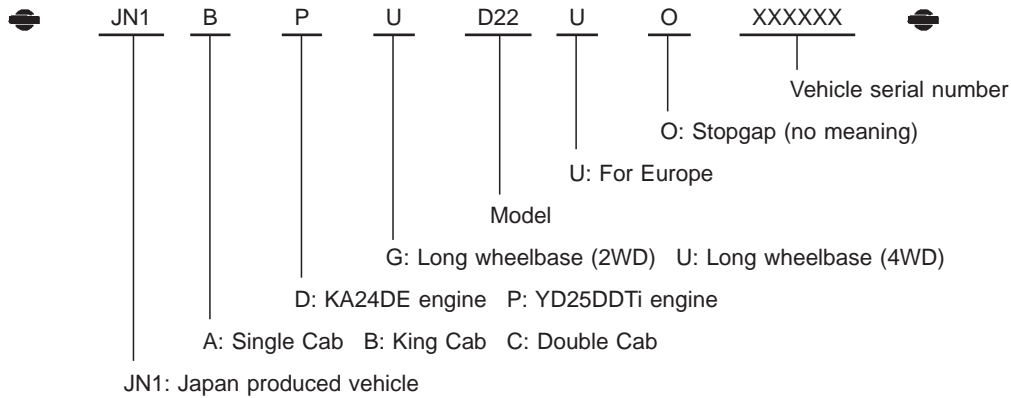 JN1 B P U D22 U O XXXXXX
Vehicle serial number
O: Stopgap (no meaning)
U: For Europe
Model
G: Long wheelbase (2WD) U: Long wheelbase (4WD)
D: KA24DE engine P: YD25DDTi engine
A: Single Cab B: King Cab C: Double Cab
JN1: Japan produced vehicle